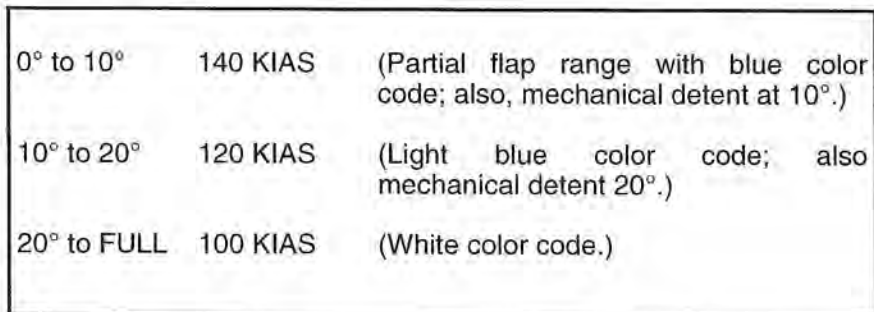 0° to 10° 140 KIAS (Partial flap range with blue color
code; also, mechanical detent at 10°.)
10° to 20° 120 KIAS (Light blue color code; also
mechanical detent 20°.)
20° to FULL 100 KIAS (White color code.)